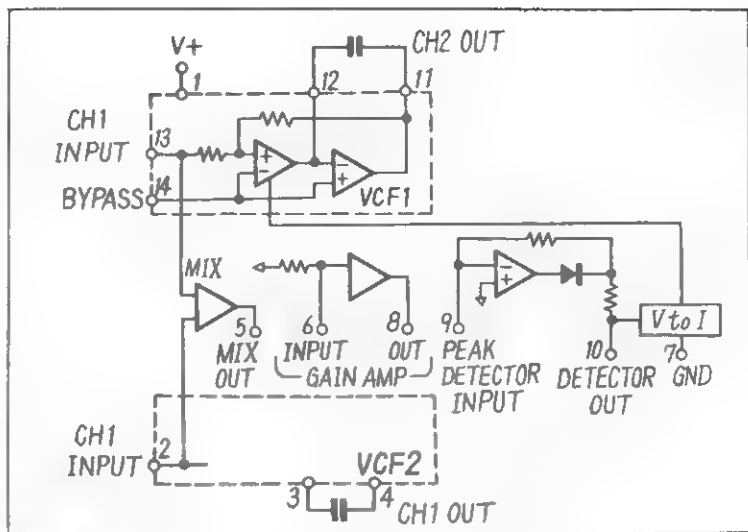 V+
1
12
11
CH2 OUT
CH1
INPUT
13
14
BYPASS
+
−
−
+
VCF1
MIX
5
MIX
OUT
6
INPUT
8
OUT
GAIN AMP
−
+
9
PEAK
DETECTOR
INPUT
10
DETECTOR
OUT
V to I
7
GND
CH1
INPUT
2
VCF2
3
4
CH1 OUT